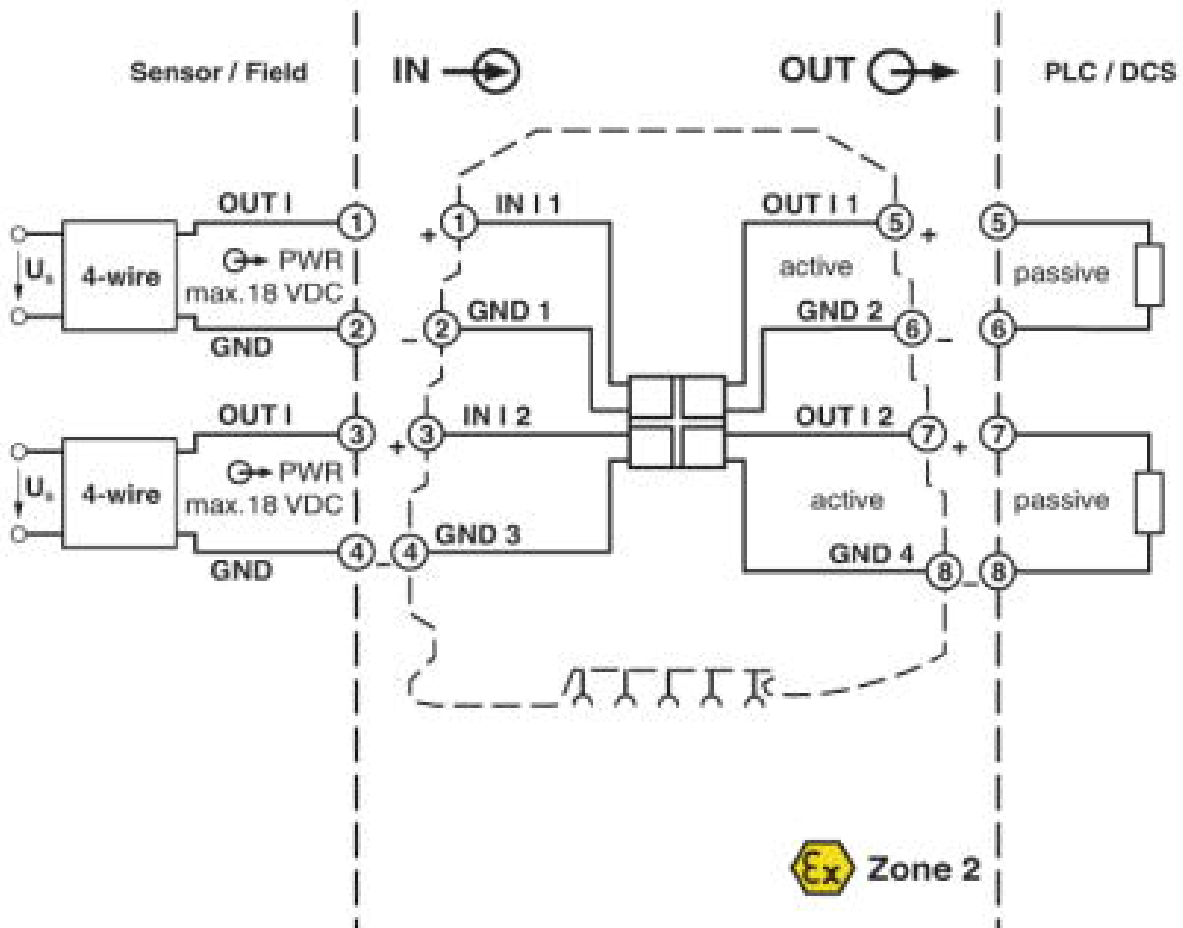 Sensor / Field
IN
OUT
PLC / DCS
OUT I
1
+
1
IN I 1
OUT I 1
5
+
5
Us
4-wire
PWR
max.18 VDC
active
passive
2
–
2
GND 1
GND 2
6
–
6
GND
OUT I
3
+
3
IN I 2
OUT I 2
7
+
7
Us
4-wire
PWR
max.18 VDC
active
passive
4
–
4
GND 3
GND 4
8
–
8
GND
Ex
Zone 2